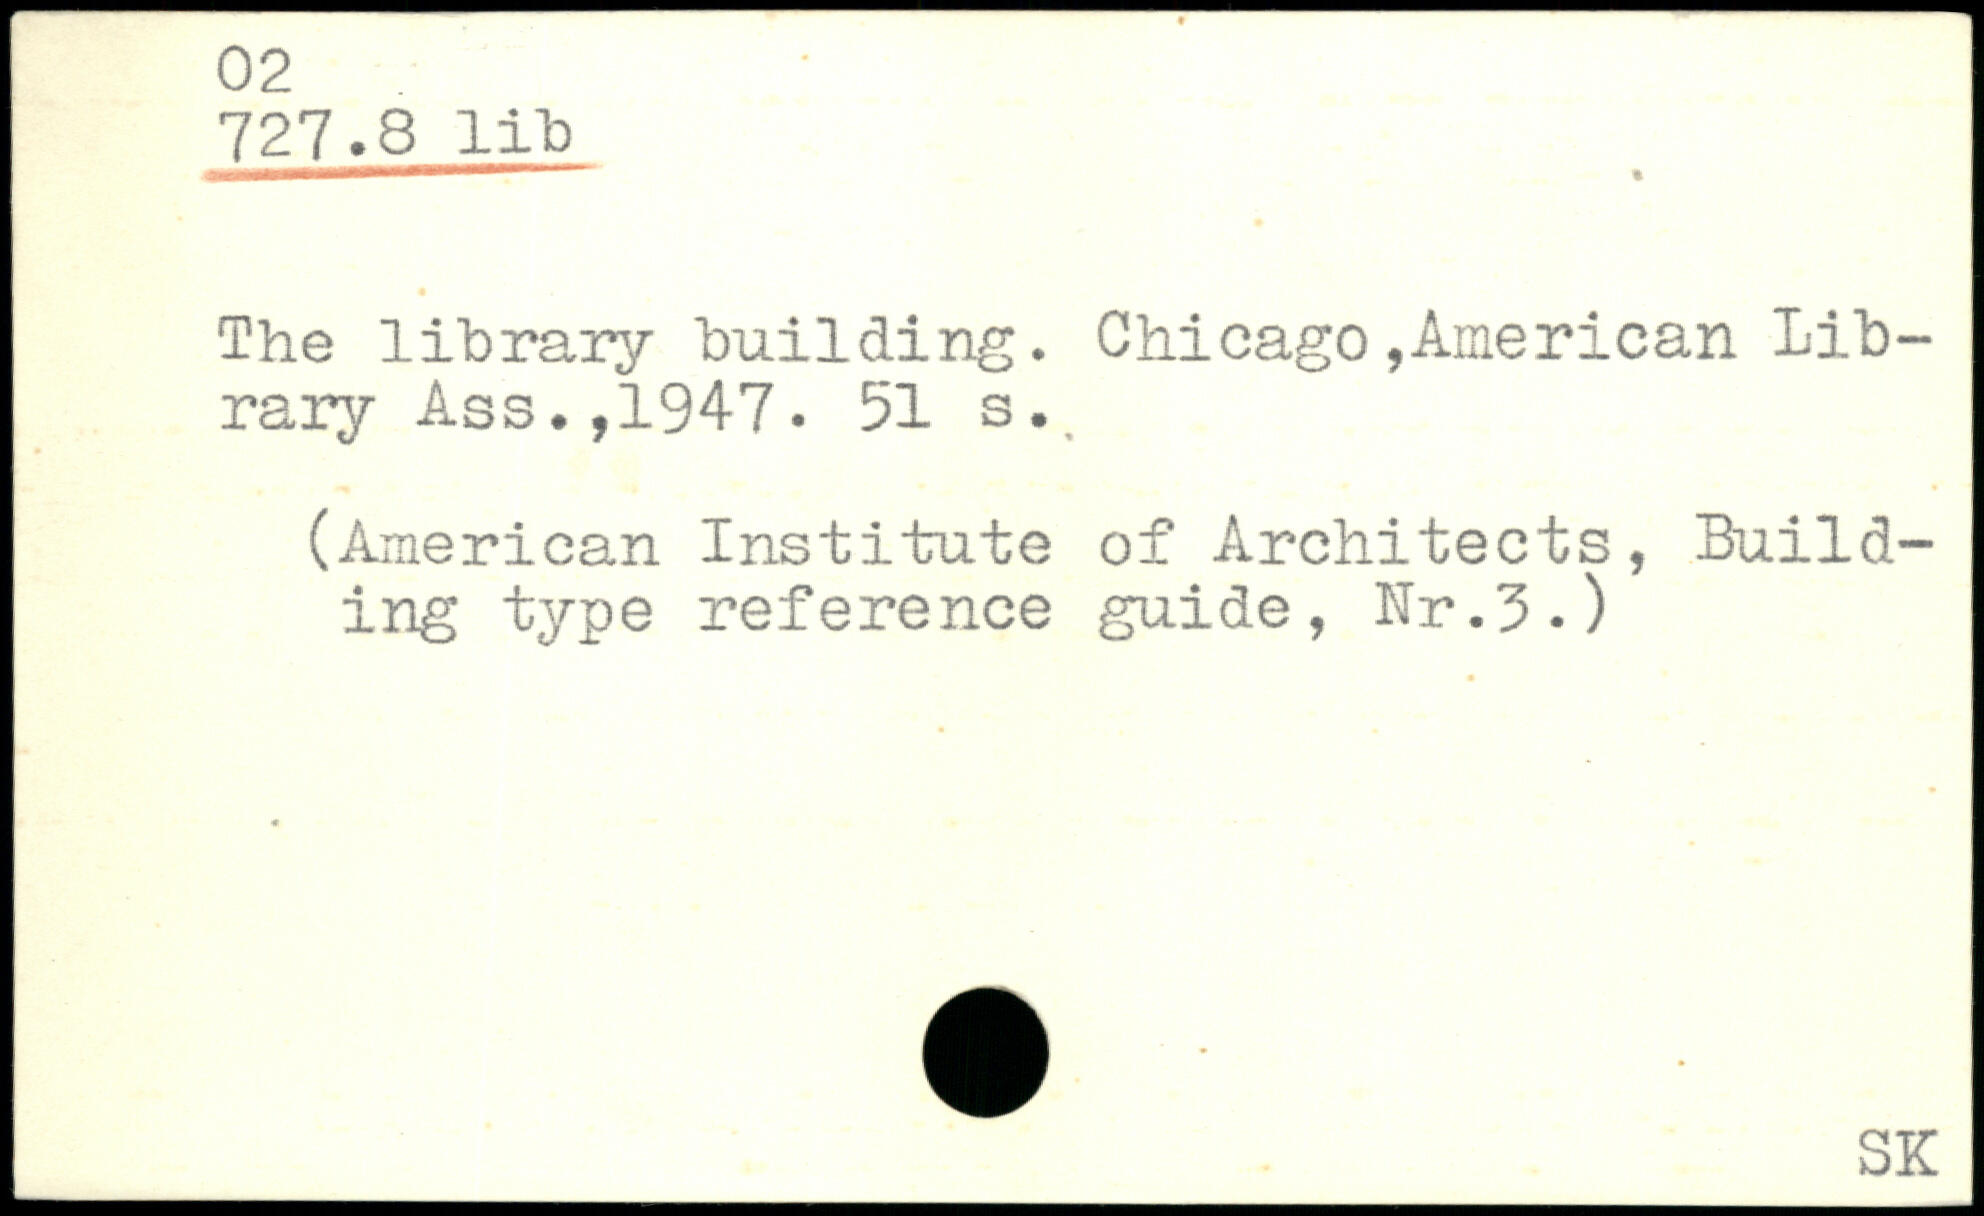 02
727.8 lib
The library building. Chicago,American Lib-
rary Ass.,1947. 51 s.
(American Institute of Architects, Build-
ing type reference guide, Nr.3.)
SK